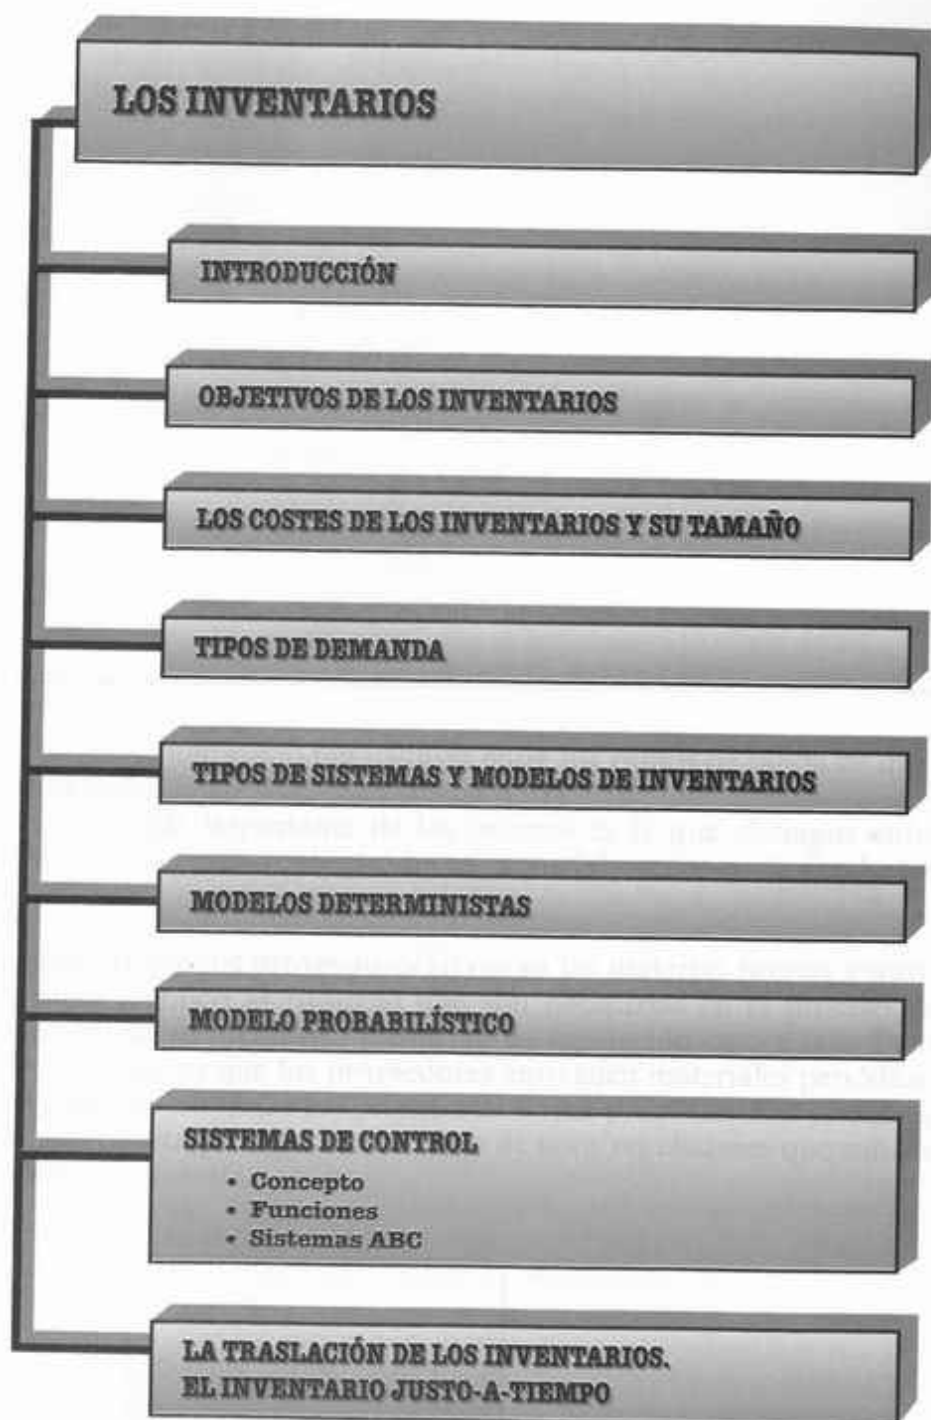 LOS INVENTARIOS
INTRODUCCIÓN
OBJETIVOS DE LOS INVENTARIOS
LOS COSTES DE LOS INVENTARIOS Y SU TAMAÑO
TIPOS DE DEMANDA
TIPOS DE SISTEMAS Y MODELOS DE INVENTARIOS
MODELOS DETERMINISTAS
MODELO PROBABILÍSTICO
SISTEMAS DE CONTROL
• Concepto
• Funciones
• Sistemas ABC
LA TRASLACIÓN DE LOS INVENTARIOS.
EL INVENTARIO JUSTO-A-TIEMPO